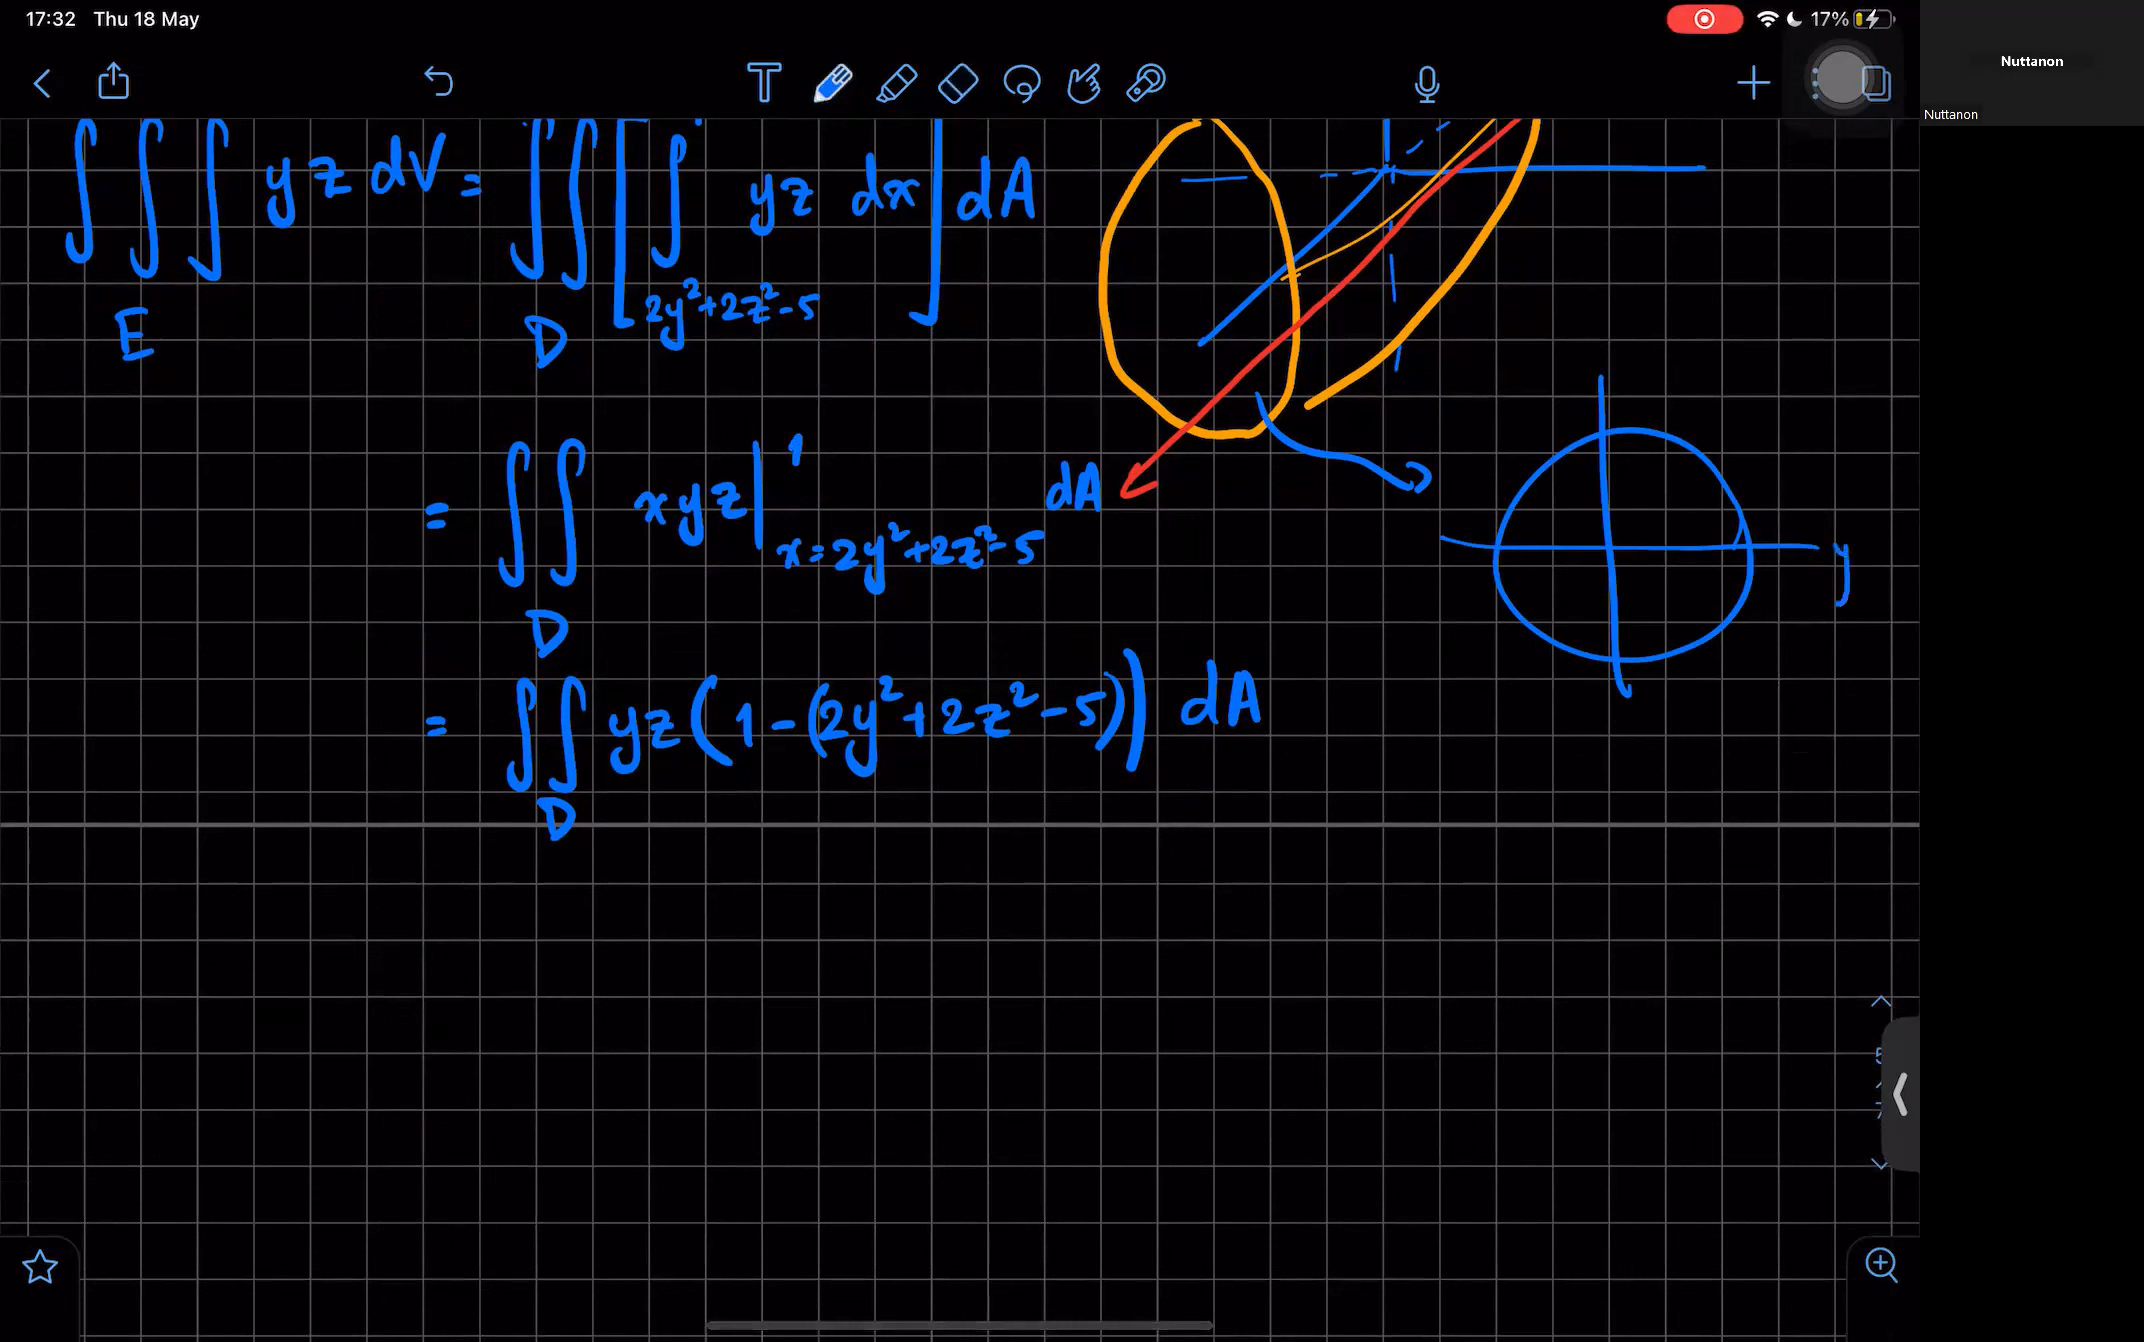 17:32 Thu 18 May
17%
Nuttanon
Nuttanon
∫∫∫ yz dV = ∫∫ [∫ yz dx] dA
E D 2y²+2z²-5
= ∫∫ xyz |¹ x=2y²+2z²-5 dA
D
y
= ∫∫ yz(1-(2y²+2z²-5)) dA
D